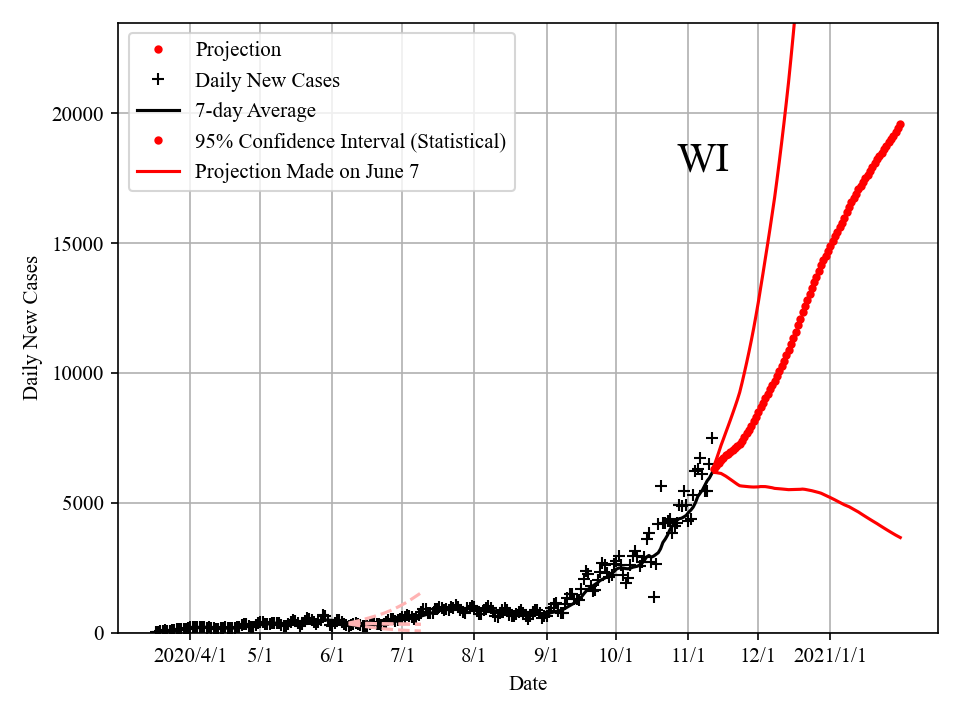 Projection
Daily New Cases
7-day Average
95% Confidence Interval (Statistical)
Projection Made on June 7
WI
20000
15000
10000
5000
0
Daily New Cases
2020/4/1 5/1 6/1 7/1 8/1 9/1 10/1 11/1 12/1 2021/1/1
Date